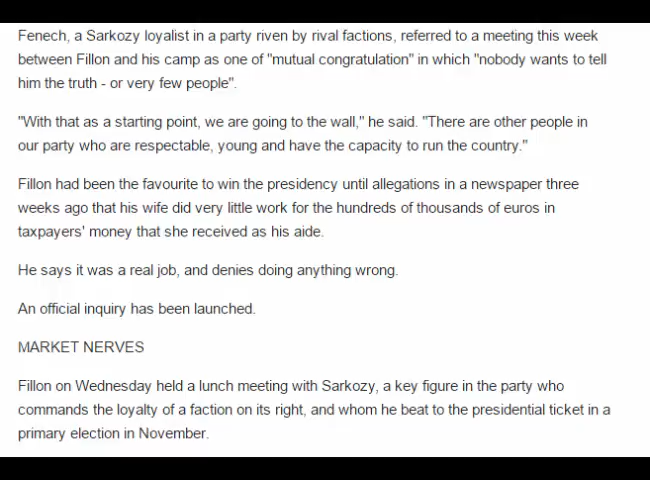 Fenech, a Sarkozy loyalist in a party riven by rival factions, referred to a meeting this week
between Fillon and his camp as one of "mutual congratulation" in which "nobody wants to tell
him the truth - or very few people".
"With that as a starting point, we are going to the wall," he said. "There are other people in
our party who are respectable, young and have the capacity to run the country."
Fillon had been the favourite to win the presidency until allegations in a newspaper three
weeks ago that his wife did very little work for the hundreds of thousands of euros in
taxpayers' money that she received as his aide.
He says it was a real job, and denies doing anything wrong.
An official inquiry has been launched.
MARKET NERVES
Fillon on Wednesday held a lunch meeting with Sarkozy, a key figure in the party who
commands the loyalty of a faction on its right, and whom he beat to the presidential ticket in a
primary election in November.